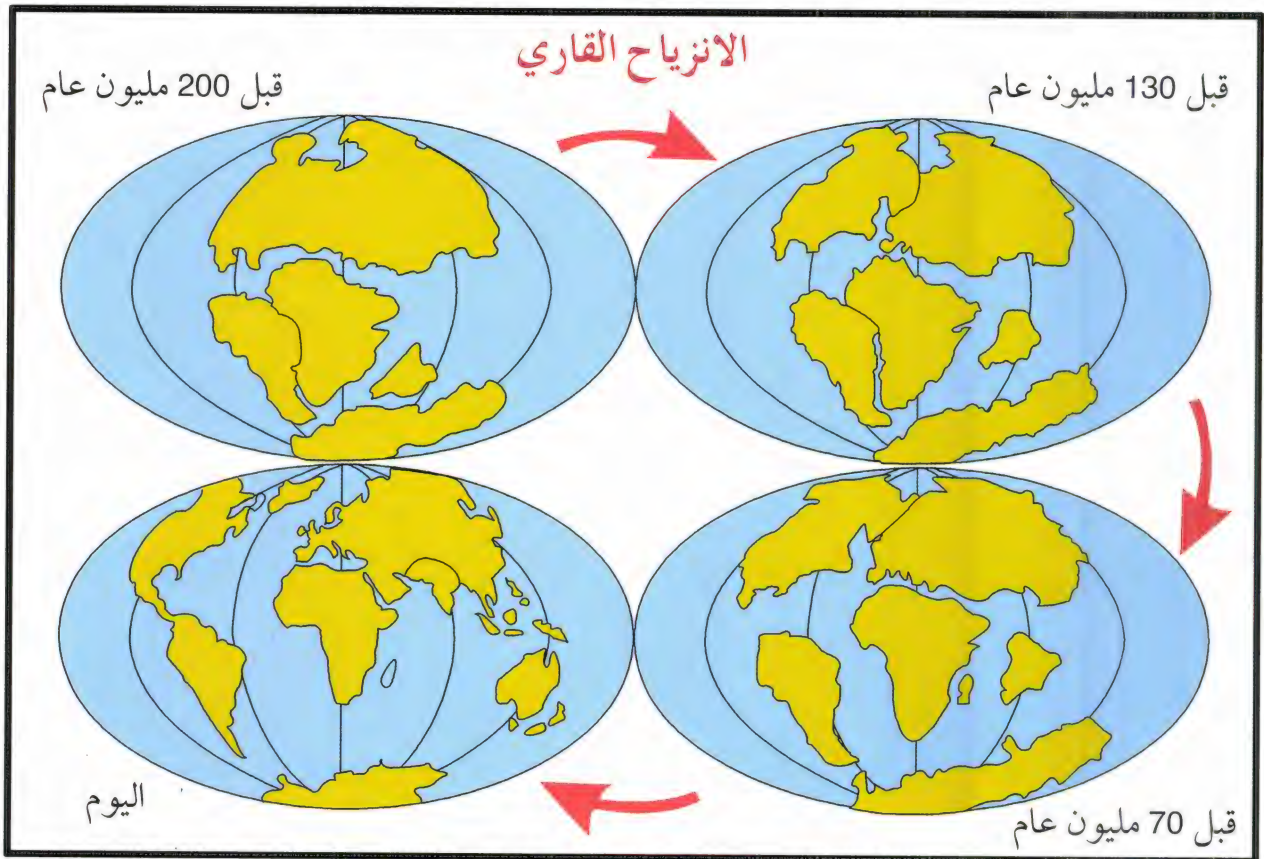 الانزياح القاري
قبل 200 مليون عام
قبل 130 مليون عام
قبل 70 مليون عام
اليوم